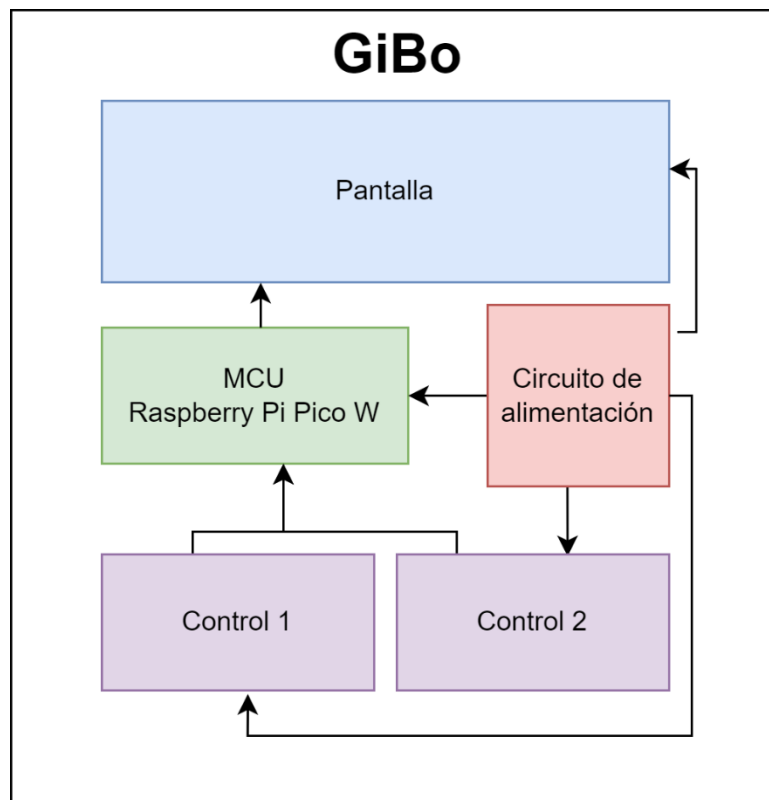 GiBo
Pantalla
MCU
Raspberry Pi Pico W
Circuito de
alimentación
Control 1
Control 2